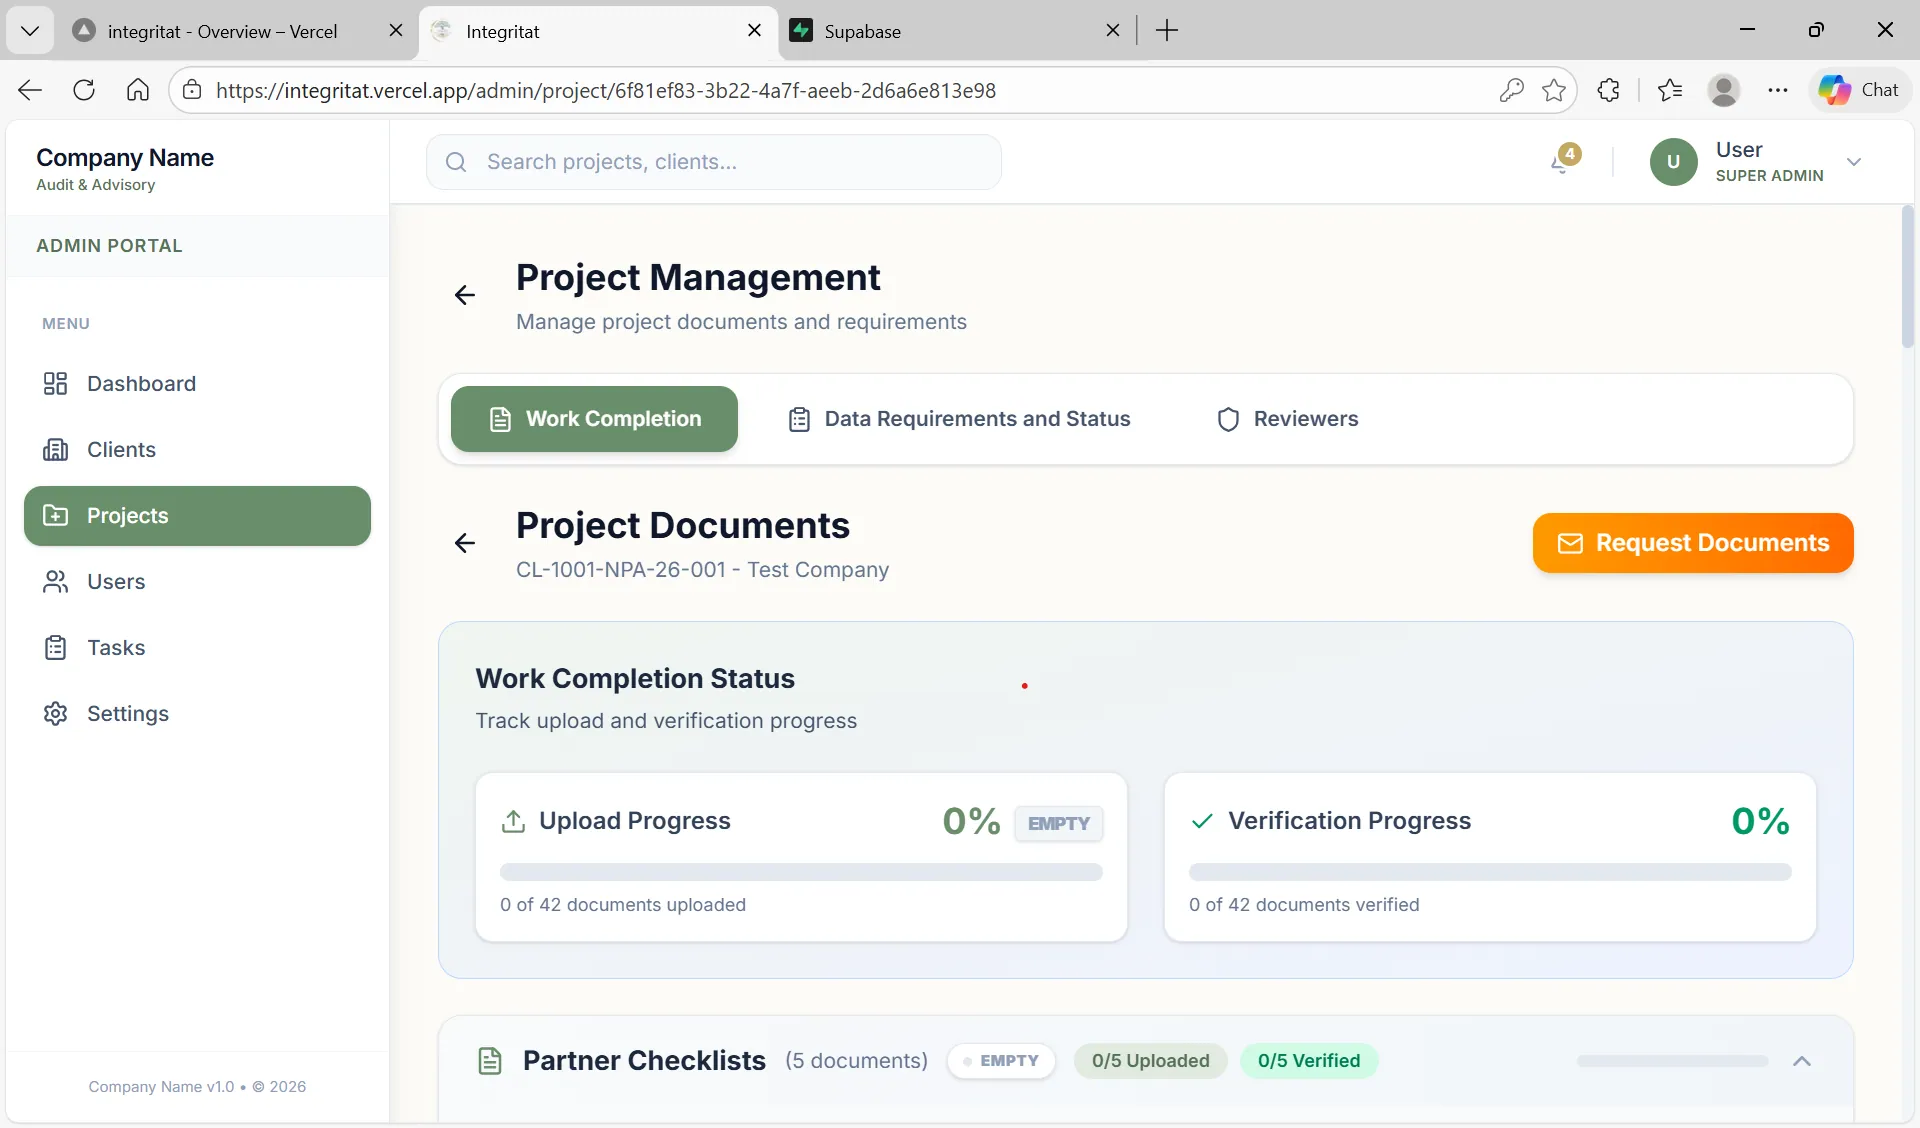 integritat - Overview – Vercel
Integritat
Supabase
https://integritat.vercel.app/admin/project/6f81ef83-3b22-4a7f-aeeb-2d6a6e813e98
Chat
Company Name
Audit & Advisory
ADMIN PORTAL
MENU
Dashboard
Clients
Projects
Users
Tasks
Settings
Company Name v1.0 • © 2026
Search projects, clients...
4
U
User
SUPER ADMIN
Project Management
Manage project documents and requirements
Work Completion
Data Requirements and Status
Reviewers
Project Documents
CL-1001-NPA-26-001 - Test Company
Request Documents
Work Completion Status
Track upload and verification progress
Upload Progress
0%
EMPTY
0 of 42 documents uploaded
Verification Progress
0%
0 of 42 documents verified
Partner Checklists (5 documents)
EMPTY
0/5 Uploaded
0/5 Verified